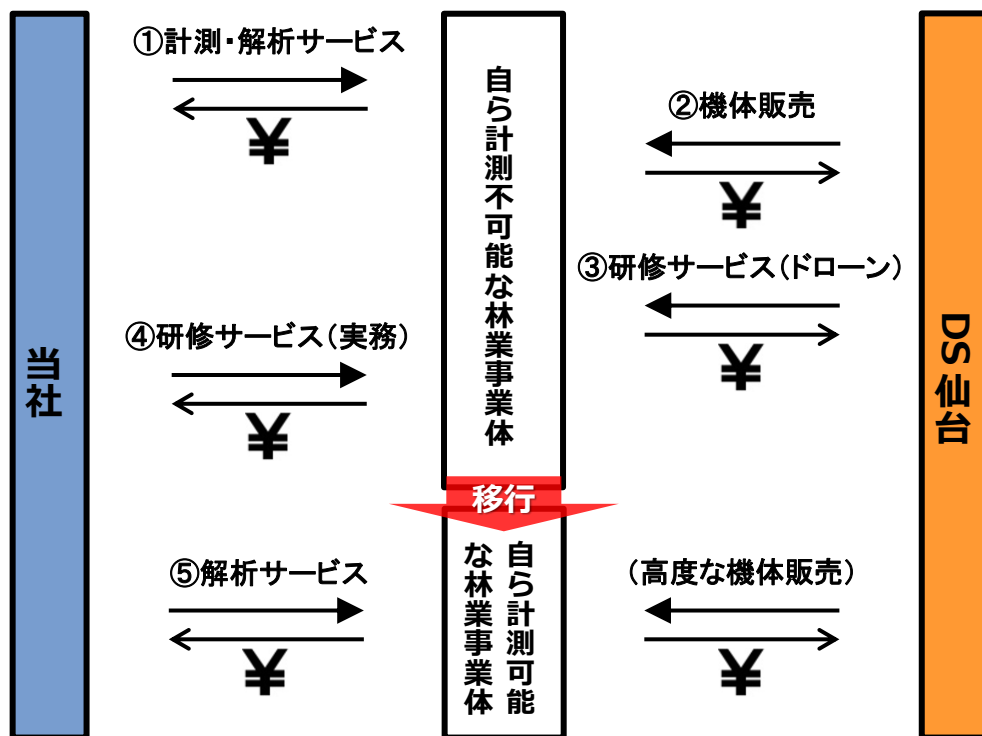 ①計測・解析サービス
¥
自ら計測不可能な林業事業体
②機体販売
¥
③研修サービス(ドローン)
¥
④研修サービス(実務)
¥
当社
DS仙台
移行
⑤解析サービス
¥
自ら計測可能
な林業事業体
(高度な機体販売)
¥